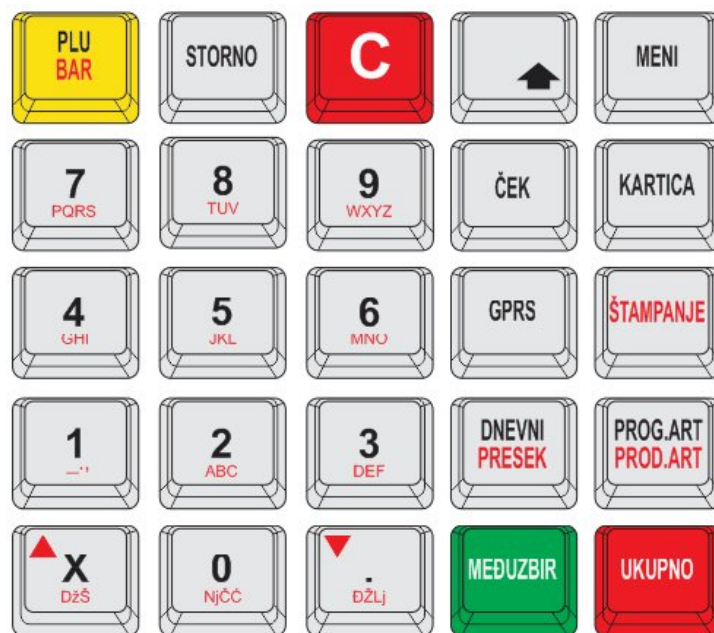 PLU
BAR
STORNO
C
MENI
7
PQRS
8
TUV
9
WXYZ
ČEK
KARTICA
4
GHI
5
JKL
6
MNO
GPRS
ŠTAMPANJE
1
2
ABC
3
DEF
DNEVNI
PRESEK
PROG.ART
PROD.ART
X
DžŠ
0
NjČĆ
.
ĐŽLj
MEĐUZBIR
UKUPNO